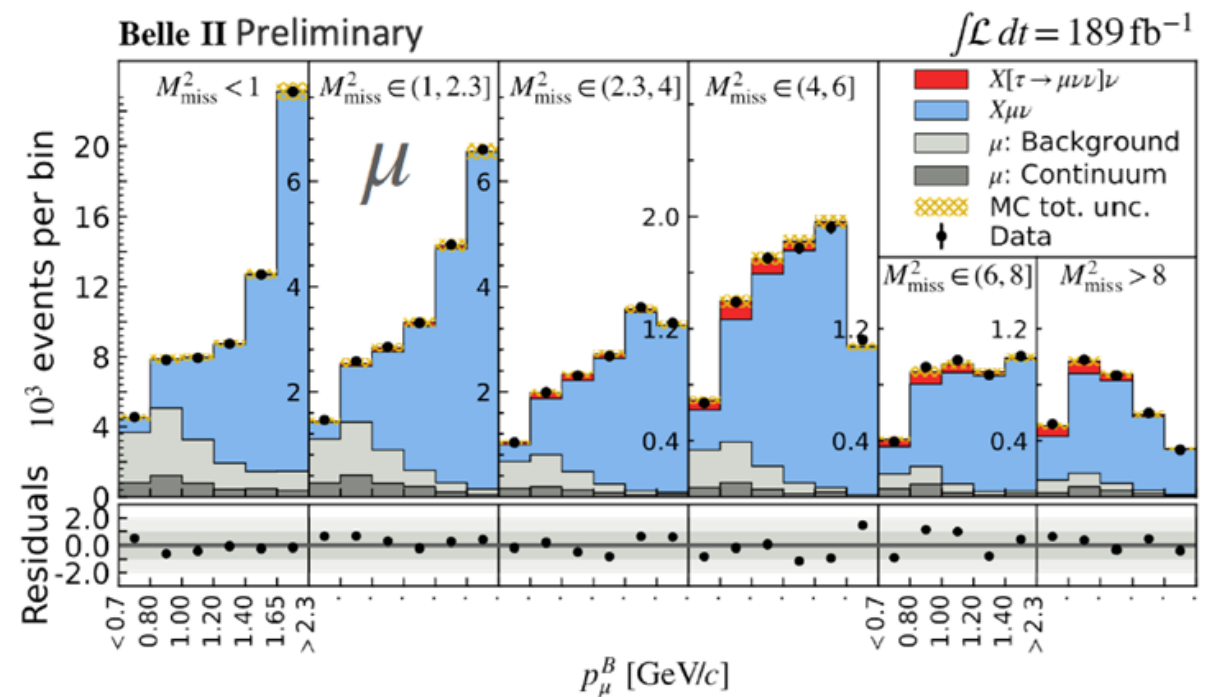 Belle II Preliminary
∫ℒ dt = 189 fb⁻¹
M²miss < 1
M²miss ∈ (1, 2.3]
M²miss ∈ (2.3, 4]
M²miss ∈ (4, 6]
X[τ → μνν]ν
Xμν
μ: Background
μ: Continuum
MC tot. unc.
Data
μ
M²miss ∈ (6, 8]
M²miss > 8
10³ events per bin
20
16
12
8
4
0
6
4
2
6
4
2
2.0
1.2
0.4
1.2
0.4
1.2
0.4
Residuals
2.0
0.0
-2.0
< 0.7
0.80
1.00
1.20
1.40
1.65
> 2.3
< 0.7
0.80
1.00
1.20
1.40
> 2.3
pᴮμ [GeV/c]